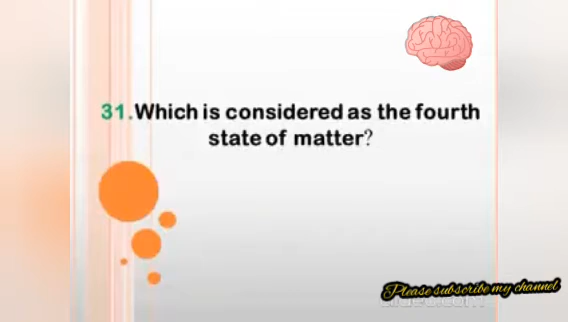 31.Which is considered as the fourth
state of matter?
Please subscribe my channel